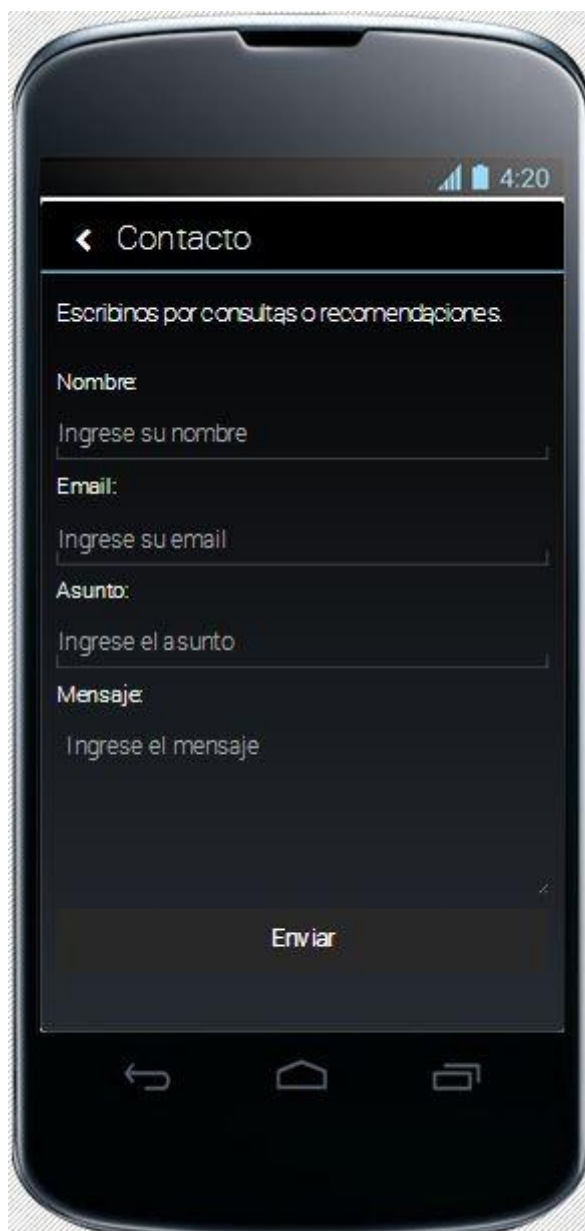 4:20
Contacto
Escribinos por consultas o recomendaciones.
Nombre:
Ingrese su nombre
Email:
Ingrese su email
Asunto:
Ingrese el asunto
Mensaje:
Ingrese el mensaje
Enviar